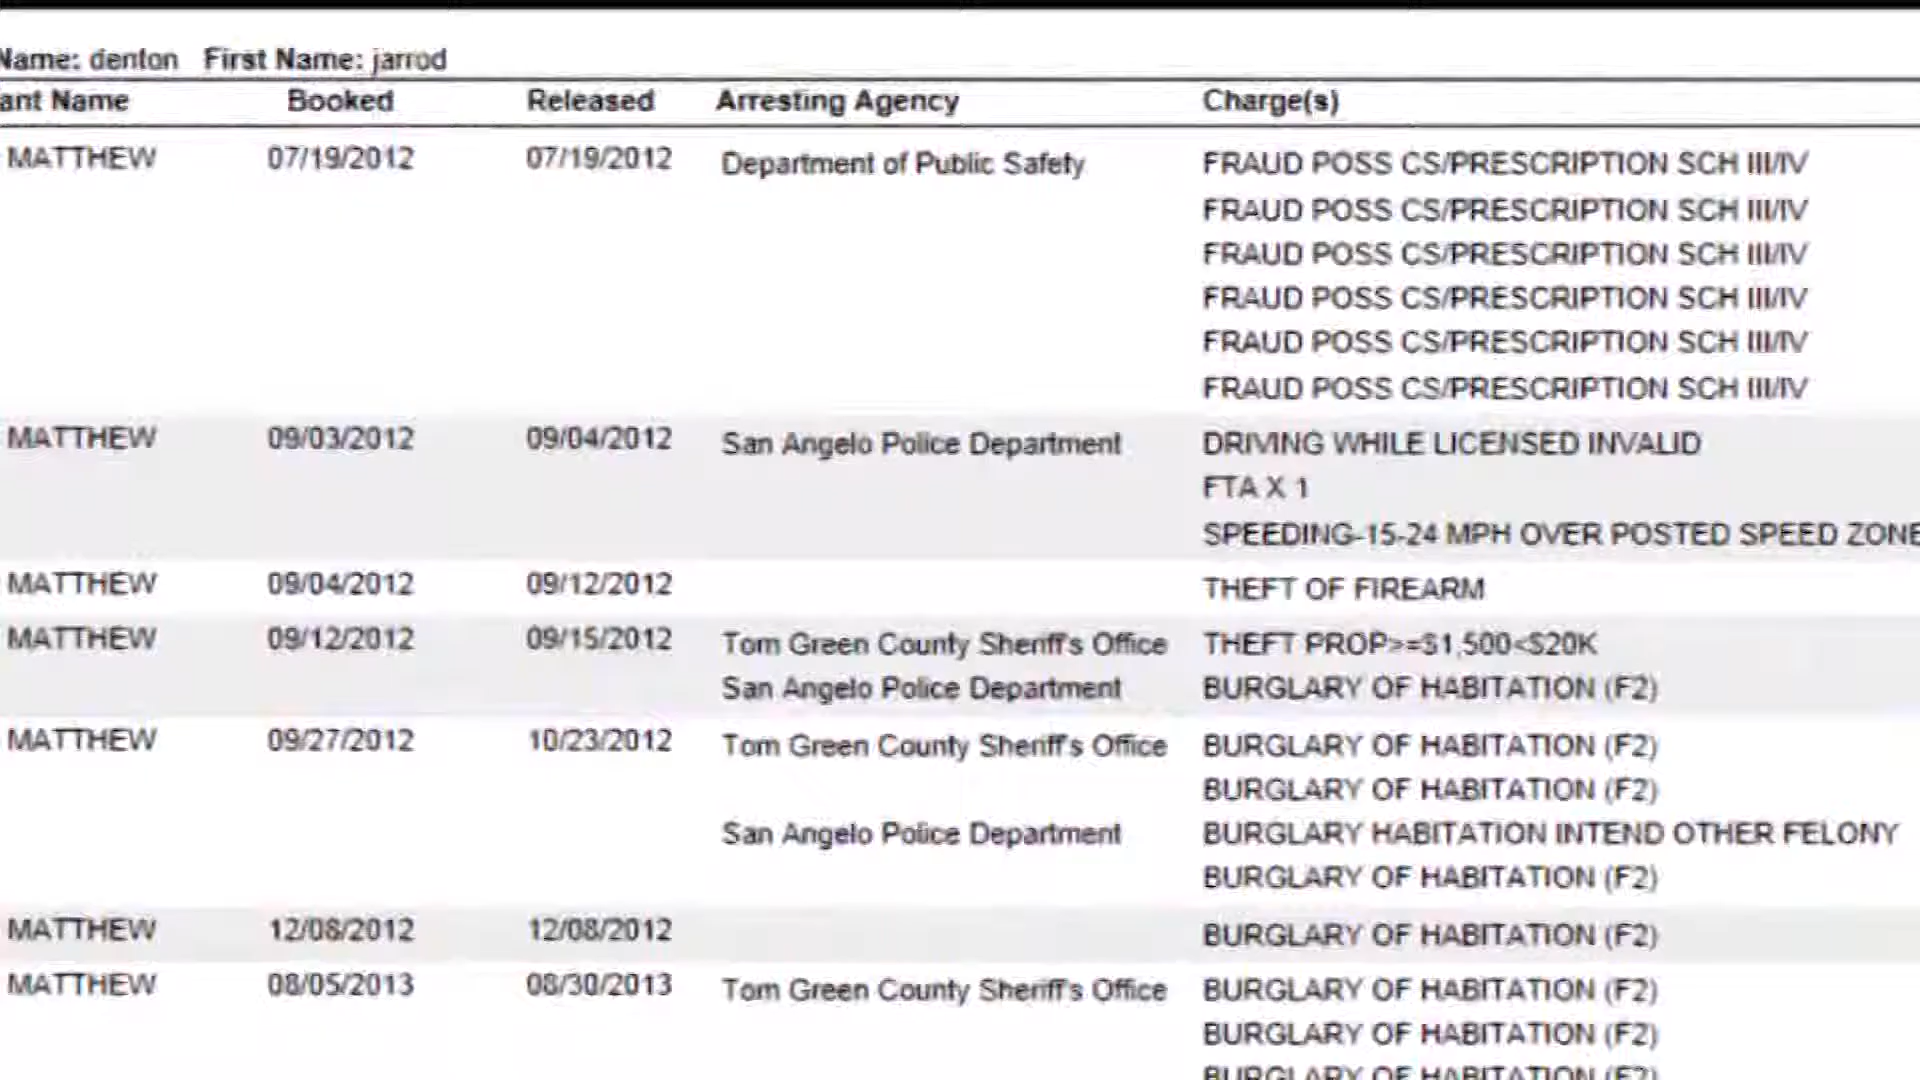 Name: denton First Name: jarrod
ant Name Booked Released Arresting Agency Charge(s)
MATTHEW 07/19/2012 07/19/2012 Department of Public Safety FRAUD POSS CS/PRESCRIPTION SCH III/IV
FRAUD POSS CS/PRESCRIPTION SCH III/IV
FRAUD POSS CS/PRESCRIPTION SCH III/IV
FRAUD POSS CS/PRESCRIPTION SCH III/IV
FRAUD POSS CS/PRESCRIPTION SCH III/IV
FRAUD POSS CS/PRESCRIPTION SCH III/IV
MATTHEW 09/03/2012 09/04/2012 San Angelo Police Department DRIVING WHILE LICENSED INVALID
FTA X 1
SPEEDING-15-24 MPH OVER POSTED SPEED ZONE
MATTHEW 09/04/2012 09/12/2012 THEFT OF FIREARM
MATTHEW 09/12/2012 09/15/2012 Tom Green County Sheriff's Office THEFT PROP>=$1,500<$20K
San Angelo Police Department BURGLARY OF HABITATION (F2)
MATTHEW 09/27/2012 10/23/2012 Tom Green County Sheriff's Office BURGLARY OF HABITATION (F2)
BURGLARY OF HABITATION (F2)
San Angelo Police Department BURGLARY HABITATION INTEND OTHER FELONY
BURGLARY OF HABITATION (F2)
MATTHEW 12/08/2012 12/08/2012 BURGLARY OF HABITATION (F2)
MATTHEW 08/05/2013 08/30/2013 Tom Green County Sheriff's Office BURGLARY OF HABITATION (F2)
BURGLARY OF HABITATION (F2)
BURGLARY OF HABITATION (F2)